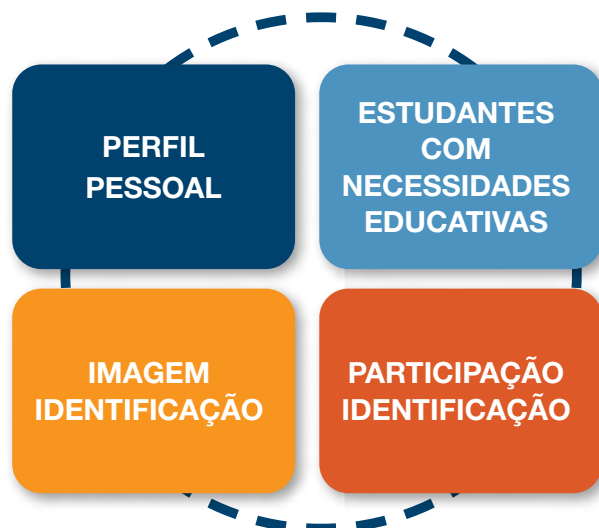 PERFIL
PESSOAL
ESTUDANTES
COM
NECESSIDADES
EDUCATIVAS
IMAGEM
IDENTIFICAÇÃO
PARTICIPAÇÃO
IDENTIFICAÇÃO